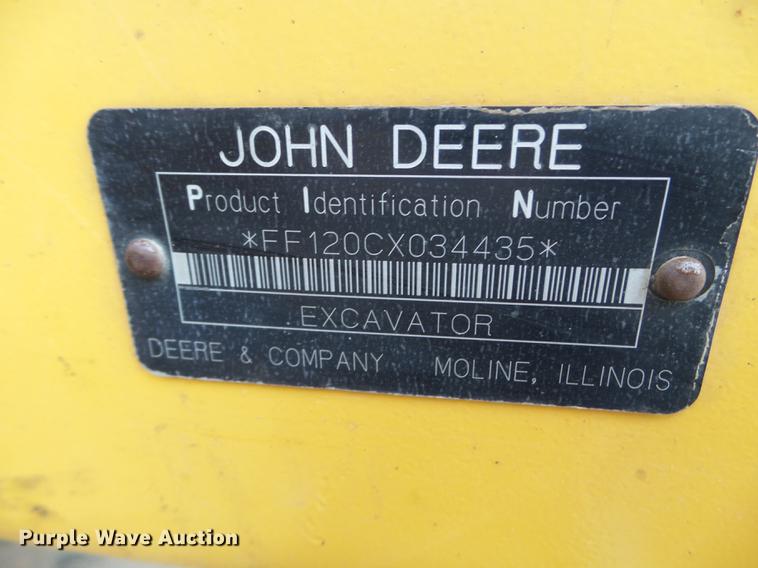 JOHN DEERE
Product Identification Number
*FF120CX034435*
EXCAVATOR
DEERE & COMPANY MOLINE, ILLINOIS
Purple Wave Auction